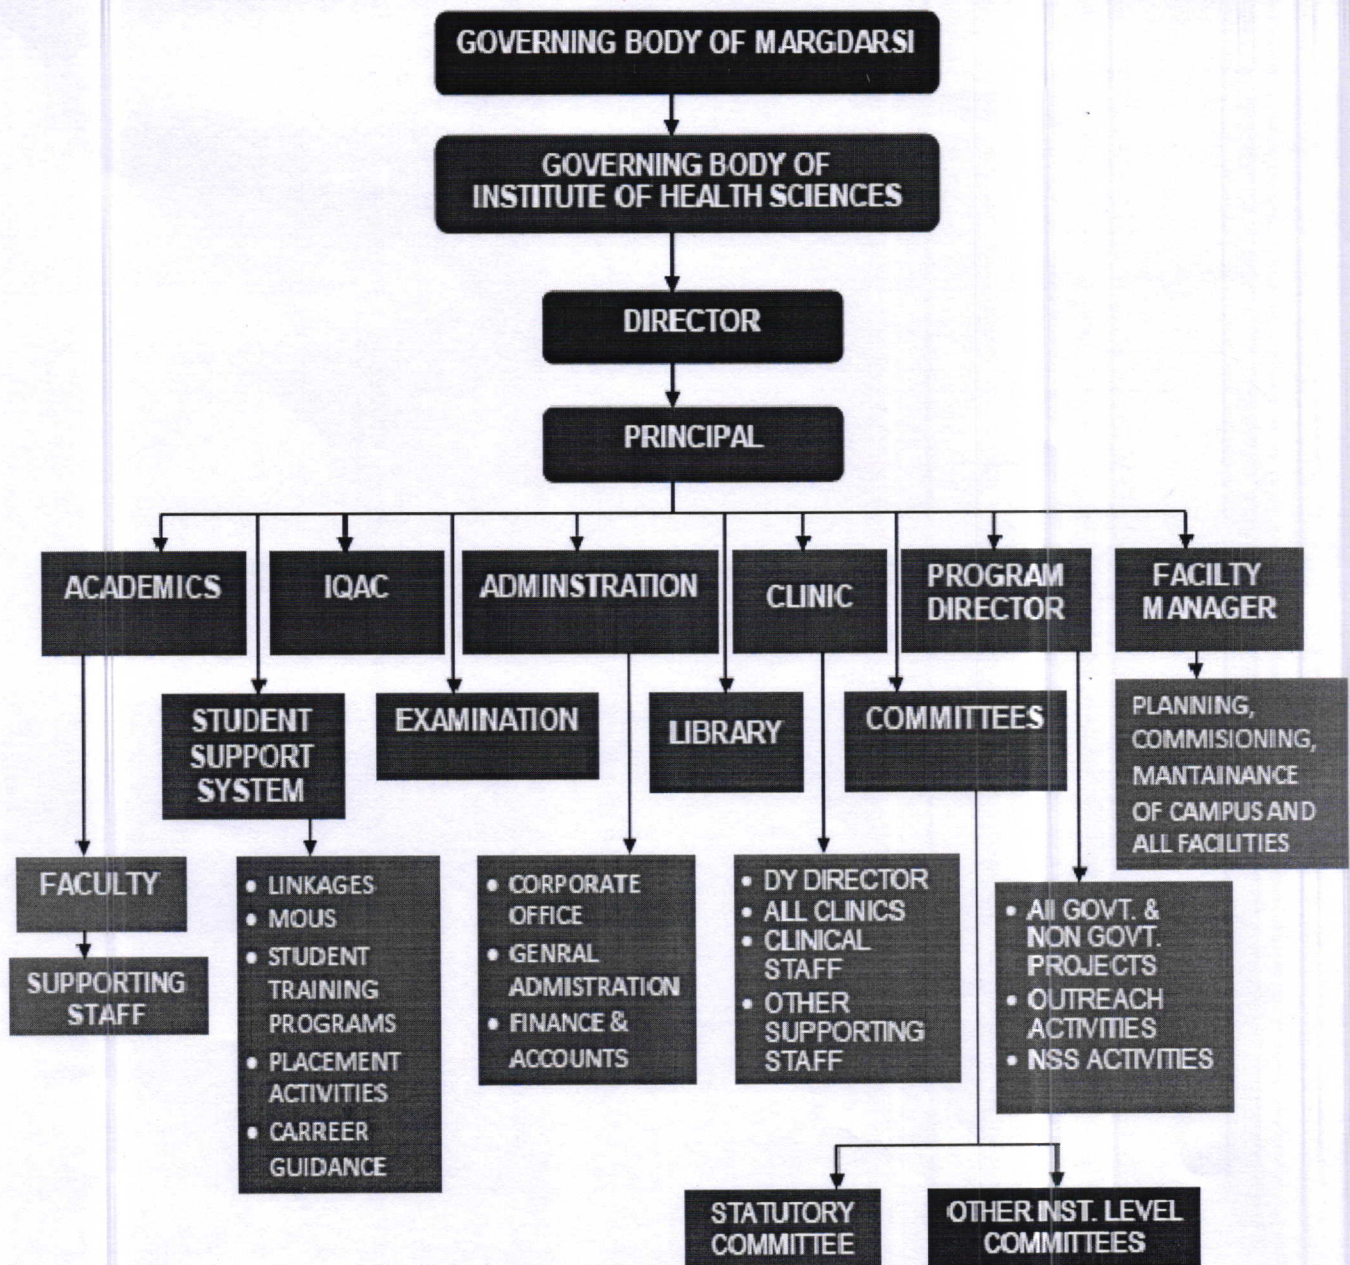 GOVERNING BODY OF MARGDARSI
GOVERNING BODY OF
INSTITUTE OF HEALTH SCIENCES
DIRECTOR
PRINCIPAL
ACADEMICS
IQAC
ADMINSTRATION
CLINIC
PROGRAM
DIRECTOR
FACILTY
MANAGER
STUDENT
SUPPORT
SYSTEM
EXAMINATION
LIBRARY
COMMITTEES
PLANNING,
COMMISIONING,
MANTAINANCE
OF CAMPUS AND
ALL FACILITIES
FACULTY
SUPPORTING
STAFF
• LINKAGES
• MOUS
• STUDENT
TRAINING
PROGRAMS
• PLACEMENT
ACTIVITIES
• CARREER
GUIDANCE
• CORPORATE
OFFICE
• GENRAL
ADMISTRATION
• FINANCE &
ACCOUNTS
• DY DIRECTOR
• ALL CLINICS
• CLINICAL
STAFF
• OTHER
SUPPORTING
STAFF
• All GOVT. &
NON GOVT.
PROJECTS
• OUTREACH
ACTIVITIES
• NSS ACTIVITIES
STATUTORY
COMMITTEE
OTHER INST. LEVEL
COMMITTEES